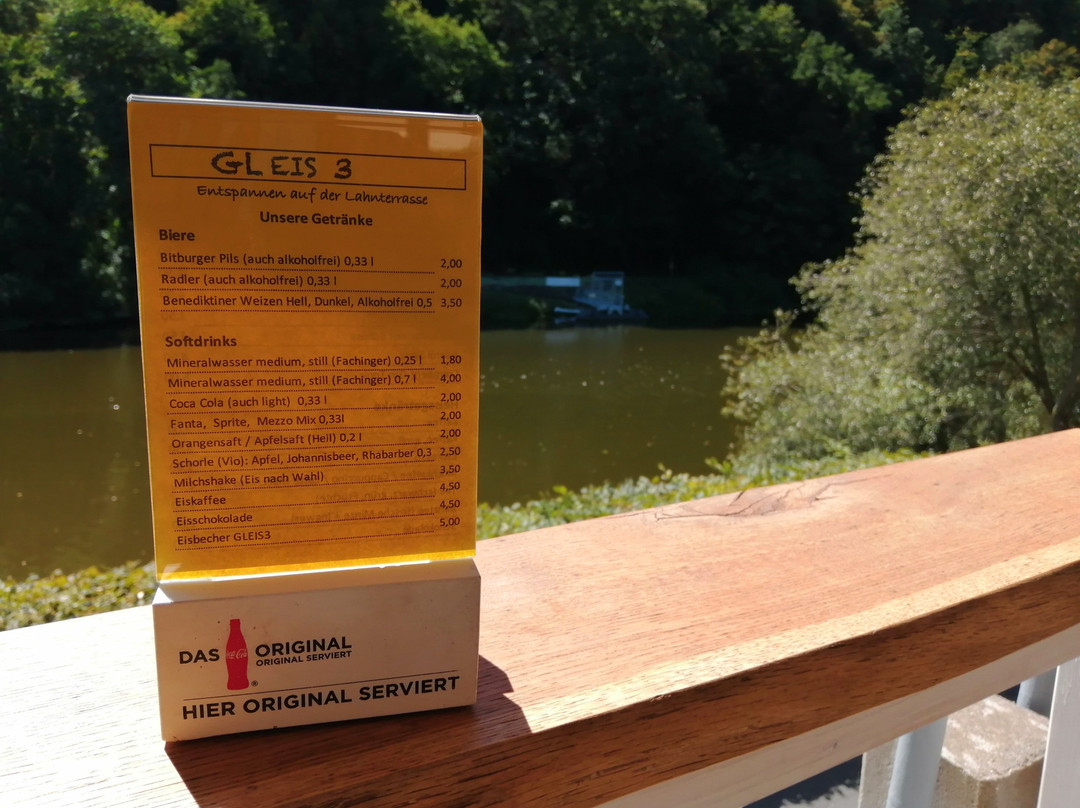 GLEIS 3
Entspannen auf der Lahnterrasse
Unsere Getränke
Biere
Bitburger Pils (auch alkoholfrei) 0,33 l 2,00
Radler (auch alkoholfrei) 0,33 l 2,00
Benediktiner Weizen Hell, Dunkel, Alkoholfrei 0,5 3,50
Softdrinks
Mineralwasser medium, still (Fachinger) 0,25 l 1,80
Mineralwasser medium, still (Fachinger) 0,7 l 4,00
Coca Cola (auch light) 0,33 l 2,00
Fanta, Sprite, Mezzo Mix 0,33l 2,00
Orangensaft / Apfelsaft (Hell) 0,2 l 2,00
Schorle (Vio): Apfel, Johannisbeer, Rhabarber 0,3 2,50
Milchshake (Eis nach Wahl) 3,50
Eiskaffee 4,50
Eisschokolade 4,50
Eisbecher GLEIS3 5,00
DAS Coca-Cola ORIGINAL
ORIGINAL SERVIERT
HIER ORIGINAL SERVIERT